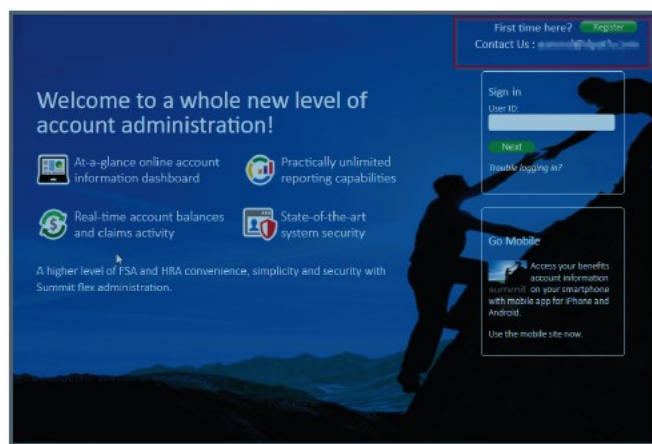 First time here? Register
Contact Us :
Welcome to a whole new level of
account administration!
At-a-glance online account
information dashboard
Practically unlimited
reporting capabilities
Real-time account balances
and claims activity
State-of-the-art
system security
A higher level of FSA and HRA convenience, simplicity and security with
Summit flex administration.
Sign in
User ID:
Next
Trouble logging in?
Go Mobile
Access your benefits
account information
summit on your smartphone
with mobile app for iPhone and
Android.
Use the mobile site now.